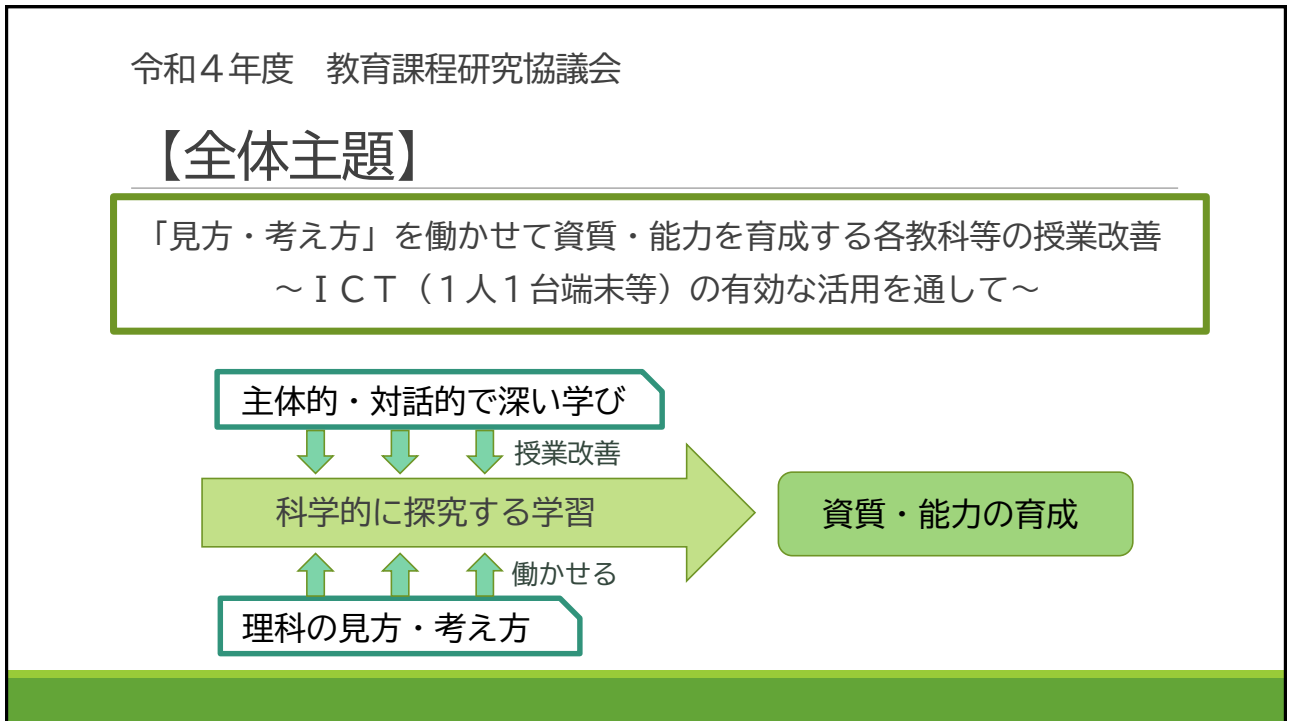 令和４年度　教育課程研究協議会
【全体主題】
「見方・考え方」を働かせて資質・能力を育成する各教科等の授業改善
～ＩＣＴ（１人１台端末等）の有効な活用を通して～
主体的・対話的で深い学び
授業改善
科学的に探究する学習
資質・能力の育成
働かせる
理科の見方・考え方